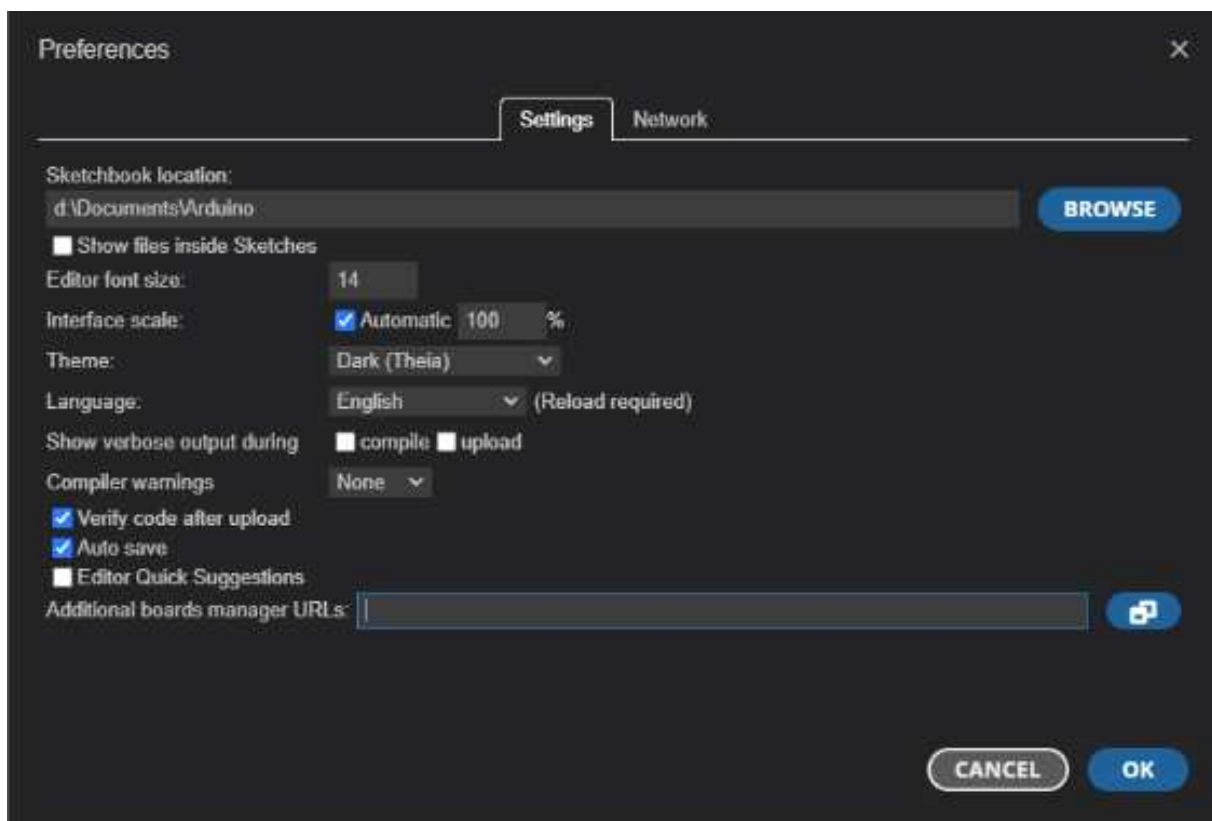 Preferences
Settings Network
Sketchbook location:
d:\Documents\Arduino BROWSE
Show files inside Sketches
Editor font size: 14
Interface scale: Automatic 100 %
Theme: Dark (Theia)
Language: English (Reload required)
Show verbose output during compile upload
Compiler warnings None
Verify code after upload
Auto save
Editor Quick Suggestions
Additional boards manager URLs:
CANCEL OK